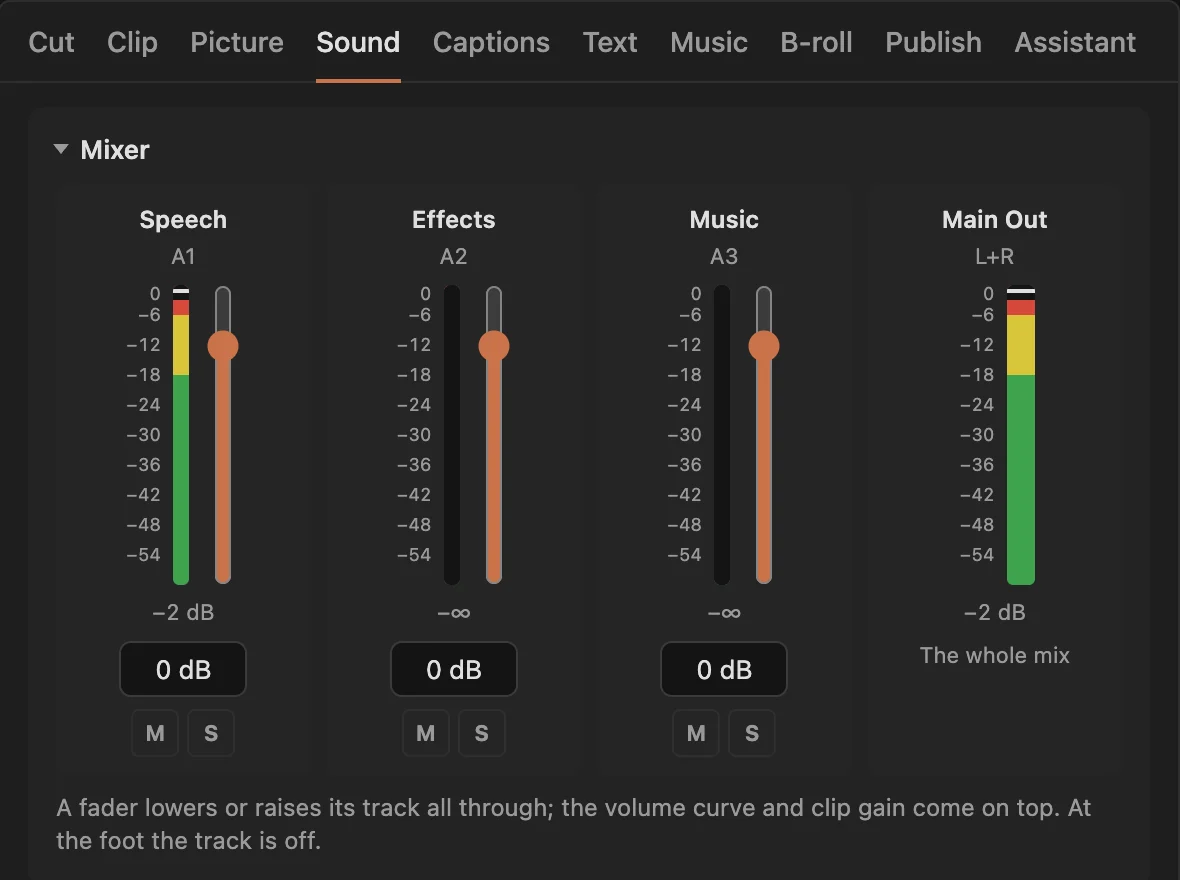 Cut Clip Picture Sound Captions Text Music B-roll Publish Assistant
Mixer
Speech Effects Music Main Out
A1 A2 A3 L+R
0 0 0 0
−6 −6 −6 −6
−12 −12 −12 −12
−18 −18 −18 −18
−24 −24 −24 −24
−30 −30 −30 −30
−36 −36 −36 −36
−42 −42 −42 −42
−48 −48 −48 −48
−54 −54 −54 −54
−2 dB −∞ −∞ −2 dB
The whole mix
0 dB 0 dB 0 dB
M S M S M S
A fader lowers or raises its track all through; the volume curve and clip gain come on top. At
the foot the track is off.